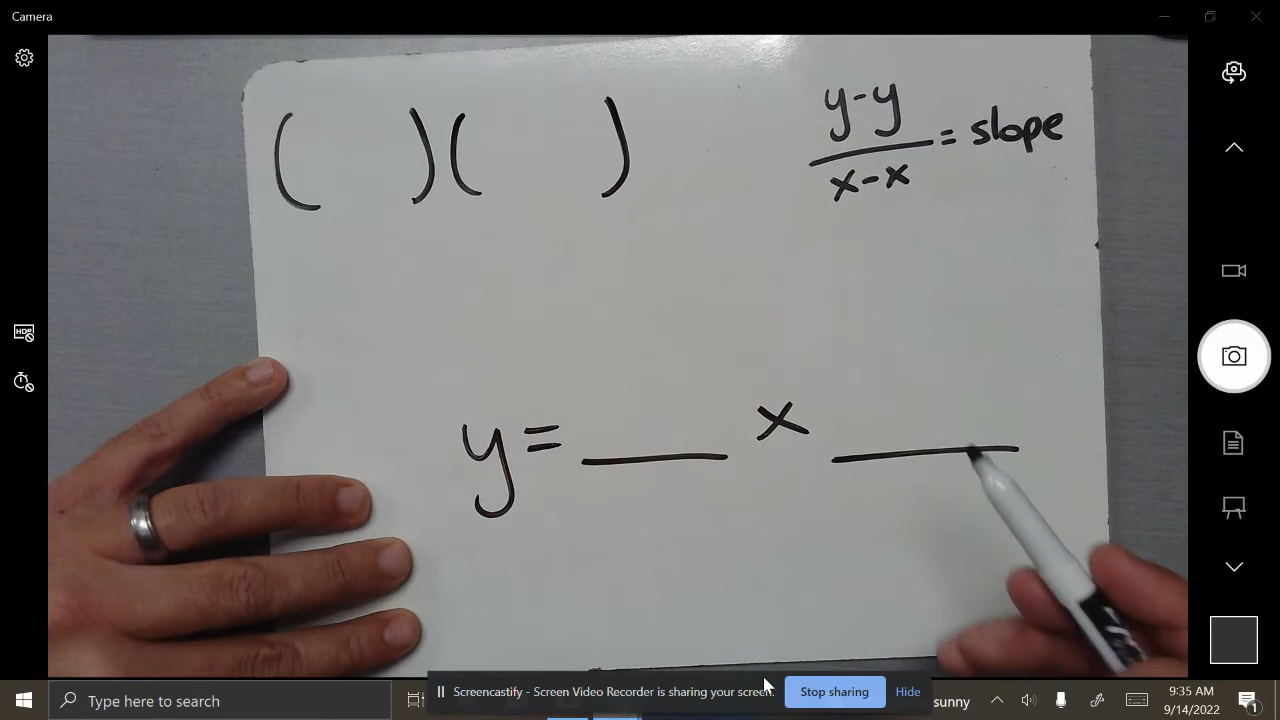 Camera
(    )(    )
y-y
x-x
= slope
y = ___ x ___
Type here to search
Screencastify - Screen Video Recorder is sharing your screen.
Stop sharing
Hide
sunny
9:35 AM
9/14/2022
1